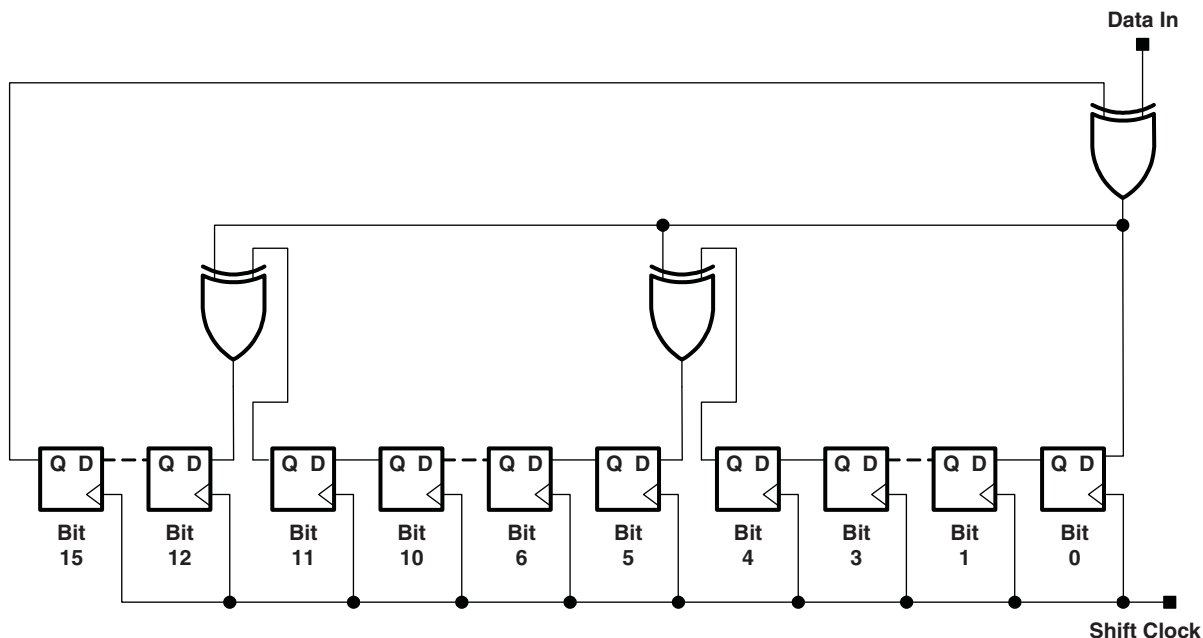 Data In
Q D
Q D
Q D
Q D
Q D
Q D
Q D
Q D
Q D
Q D
Bit
15
Bit
12
Bit
11
Bit
10
Bit
6
Bit
5
Bit
4
Bit
3
Bit
1
Bit
0
Shift Clock